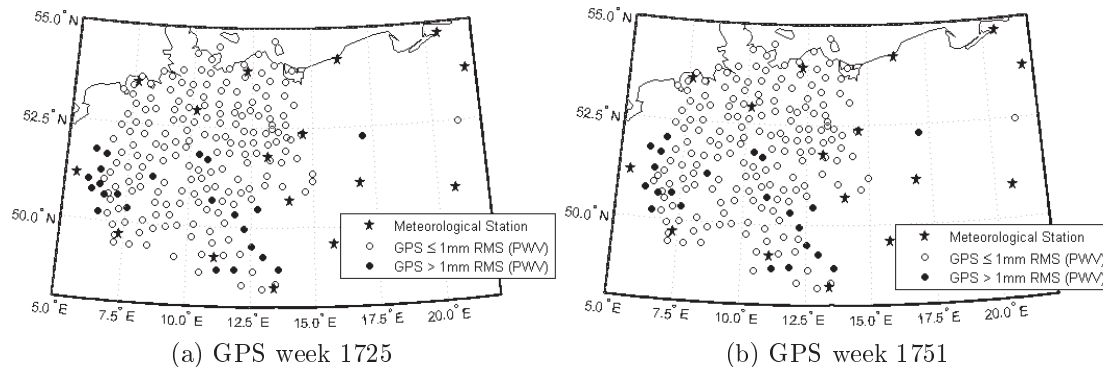 55.0° N
52.5° N
50.0° N
5.0° E
7.5° E
10.0° E
12.5° E
15.0° E
17.5° E
20.0° E
Meteorological Station
GPS ≤ 1mm RMS (PWV)
GPS > 1mm RMS (PWV)
(a) GPS week 1725
55.0° N
52.5° N
50.0° N
5.0° E
7.5° E
10.0° E
12.5° E
15.0° E
17.5° E
20.0° E
Meteorological Station
GPS ≤ 1mm RMS (PWV)
GPS > 1mm RMS (PWV)
(b) GPS week 1751